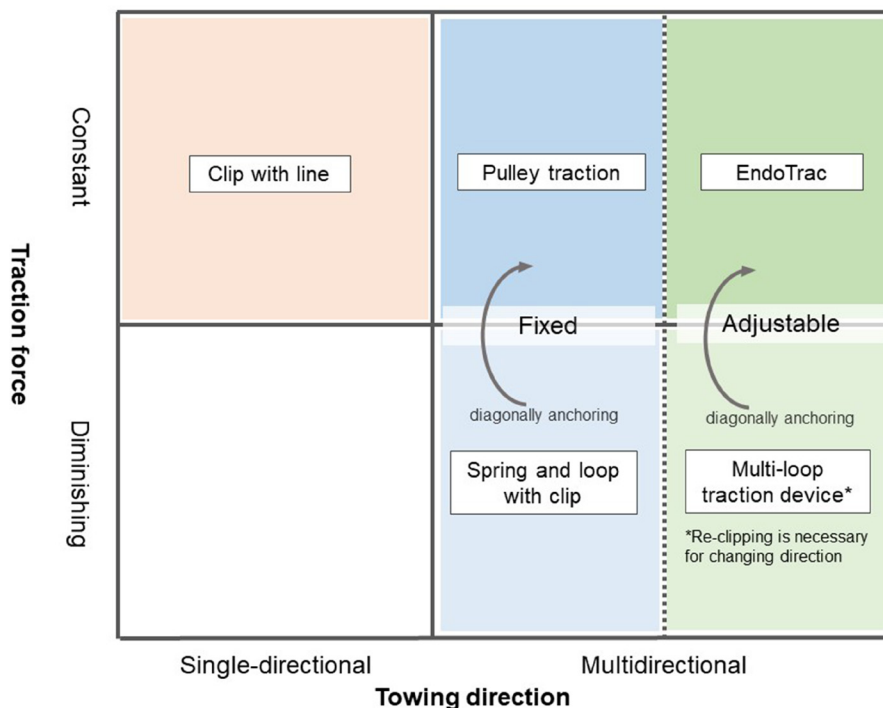 Traction force
Constant
Diminishing
Clip with line
Pulley traction
EndoTrac
Fixed
Adjustable
diagonally anchoring
diagonally anchoring
Spring and loop
with clip
Multi-loop
traction device*
*Re-clipping is necessary
for changing direction
Single-directional
Multidirectional
Towing direction